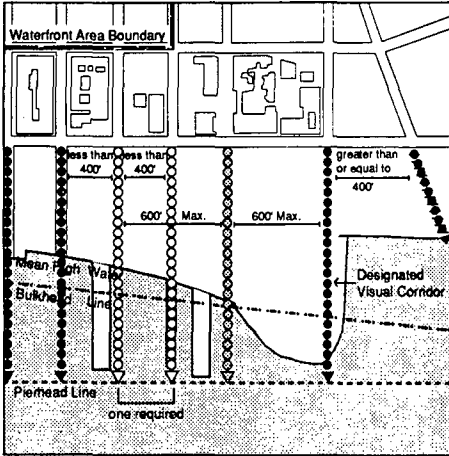 Waterfront Area Boundary
less than
400'
less than
400'
greater than
or equal to
400'
600' Max.
600' Max.
Mean High Water
Bulkhead Line
Designated
Visual Corridor
Pierhead Line
one required